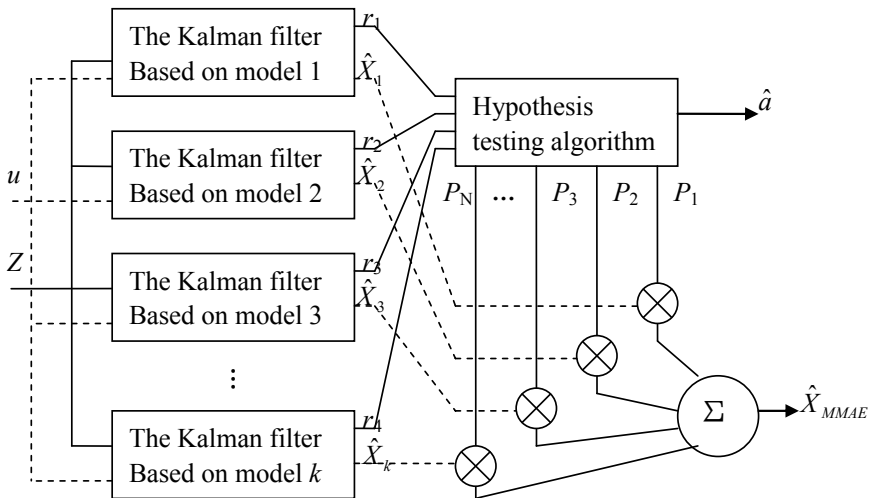 The Kalman filter
Based on model 1
r₁
X̂₁
Hypothesis
testing algorithm
â
The Kalman filter
Based on model 2
r₂
X̂₂
u
P_N ... P₃ P₂ P₁
Z
The Kalman filter
Based on model 3
r₃
X̂₃
⋮
The Kalman filter
Based on model k
r₄
X̂ₖ
Σ
X̂_MMAE